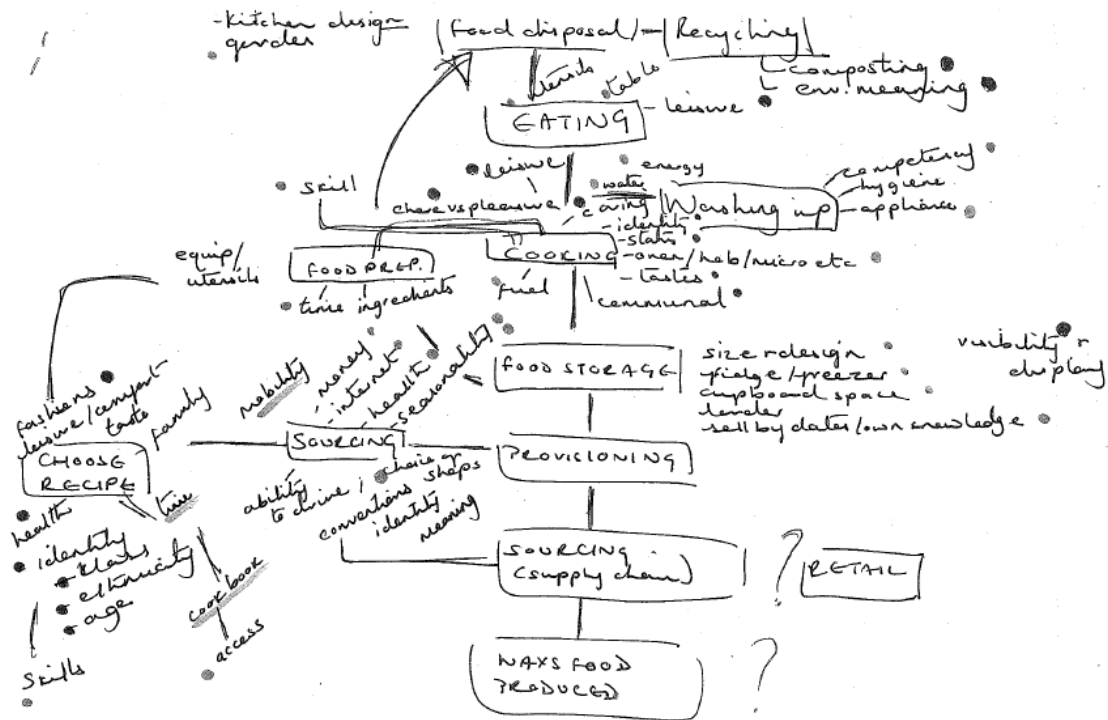 -Kitchen design
gender
Food disposal - Recycling
composting
env. meaning
utensils
table
EATING - leisure
leisure
skill
energy
water
chore vs pleasure
caring
- identity
- status
Washing up
competency
hygiene
- appliance
COOKING - oven/hob/micro etc
- tastes
communal
fuel
equip/
utensils
FOOD PREP.
time ingredients
mobility
- money
- internet
- health
- seasonality
FOOD STORAGE
size + design
fridge/freezer
cupboard space
larder
sell by dates/own knowledge
visibility +
display
fashions
leisure/comfort
taste
family
CHOOSE
RECIPE
SOURCING
PROVISIONING
ability
to drive;
choice of
conventions shops
identity
meaning
time
health
identity
class
ethnicity
age
skills
cookbook
access
SOURCING
(supply chain)
?
RETAIL
WAYS FOOD
PRODUCED
?